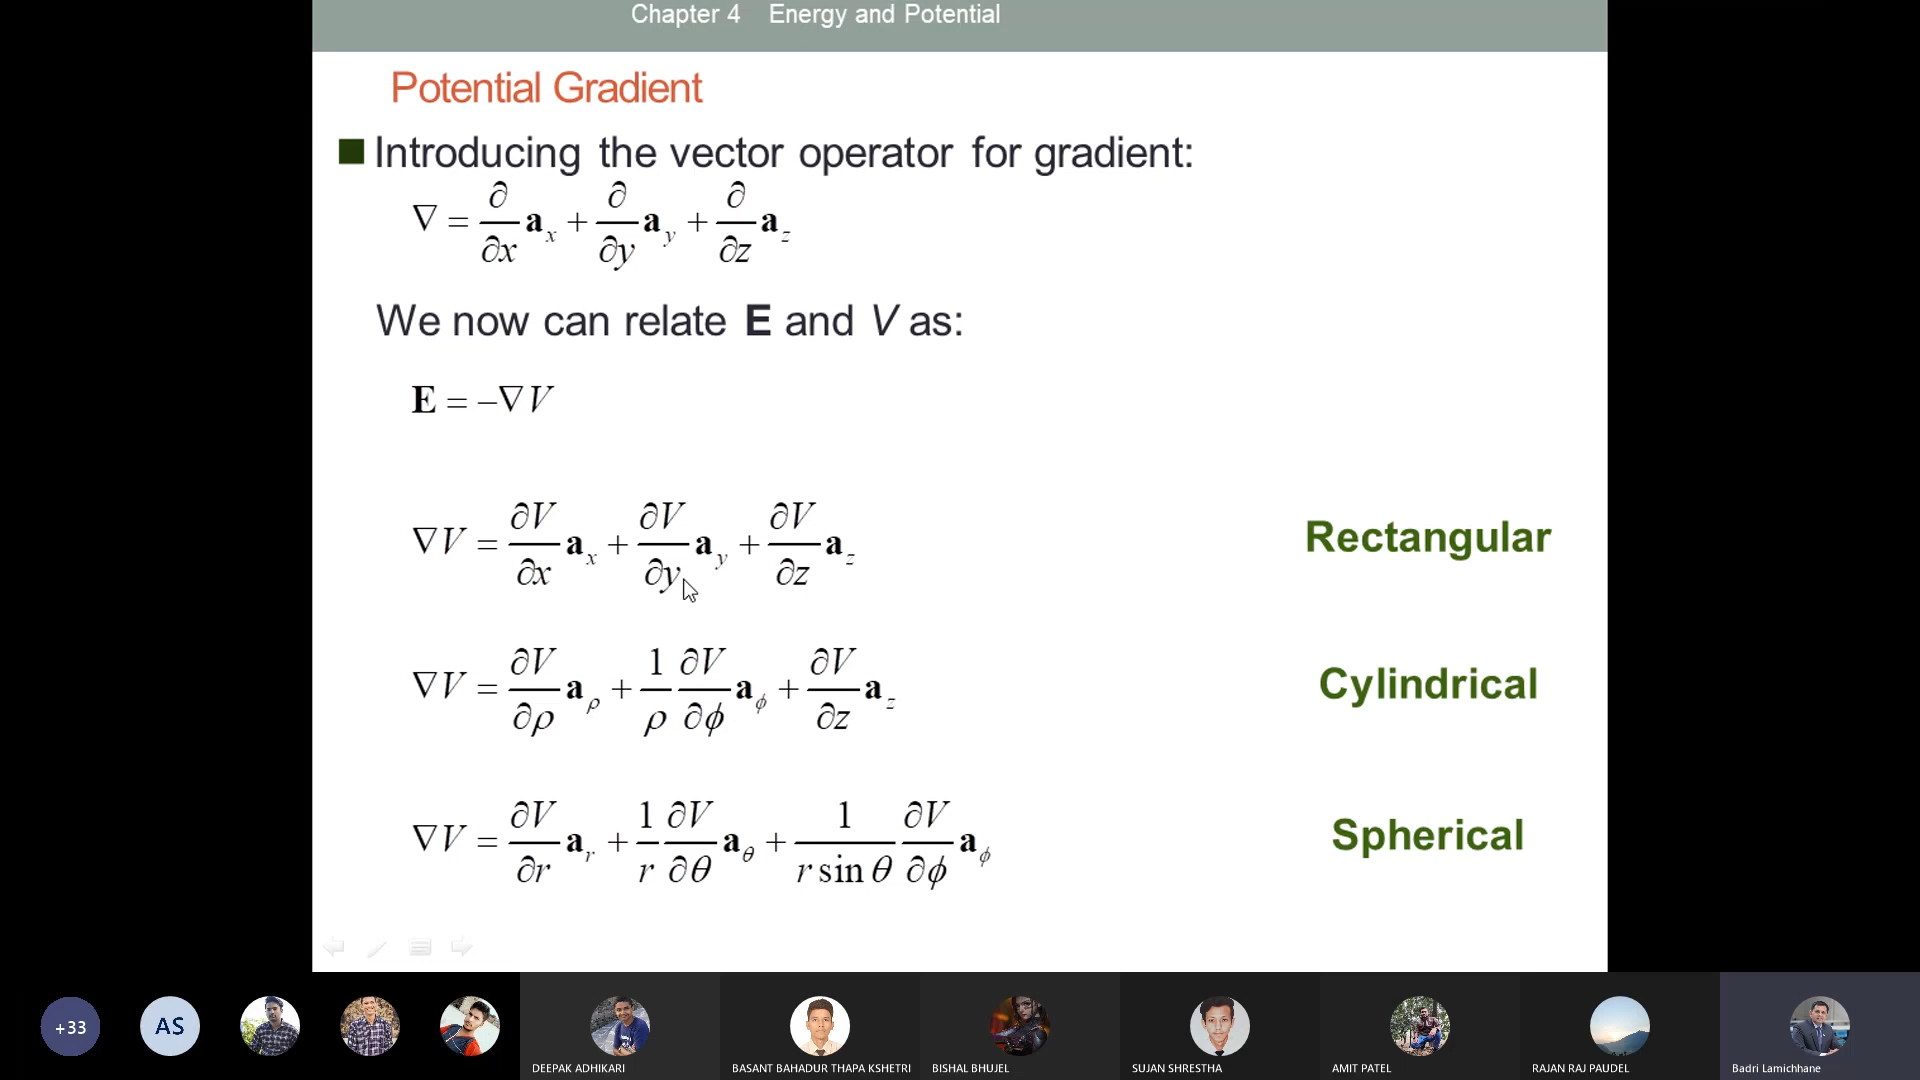 Chapter 4 Energy and Potential
Potential Gradient
Introducing the vector operator for gradient:
∇ = ∂/∂x a_x + ∂/∂y a_y + ∂/∂z a_z
We now can relate E and V as:
E = −∇V
∇V = ∂V/∂x a_x + ∂V/∂y a_y + ∂V/∂z a_z Rectangular
∇V = ∂V/∂ρ a_ρ + 1/ρ ∂V/∂ϕ a_ϕ + ∂V/∂z a_z Cylindrical
∇V = ∂V/∂r a_r + 1/r ∂V/∂θ a_θ + 1/(r sin θ) ∂V/∂ϕ a_ϕ Spherical
+33 AS
DEEPAK ADHIKARI BASANT BAHADUR THAPA KSHETRI BISHAL BHUJEL SUJAN SHRESTHA AMIT PATEL RAJAN RAJ PAUDEL Badri Lamichhane